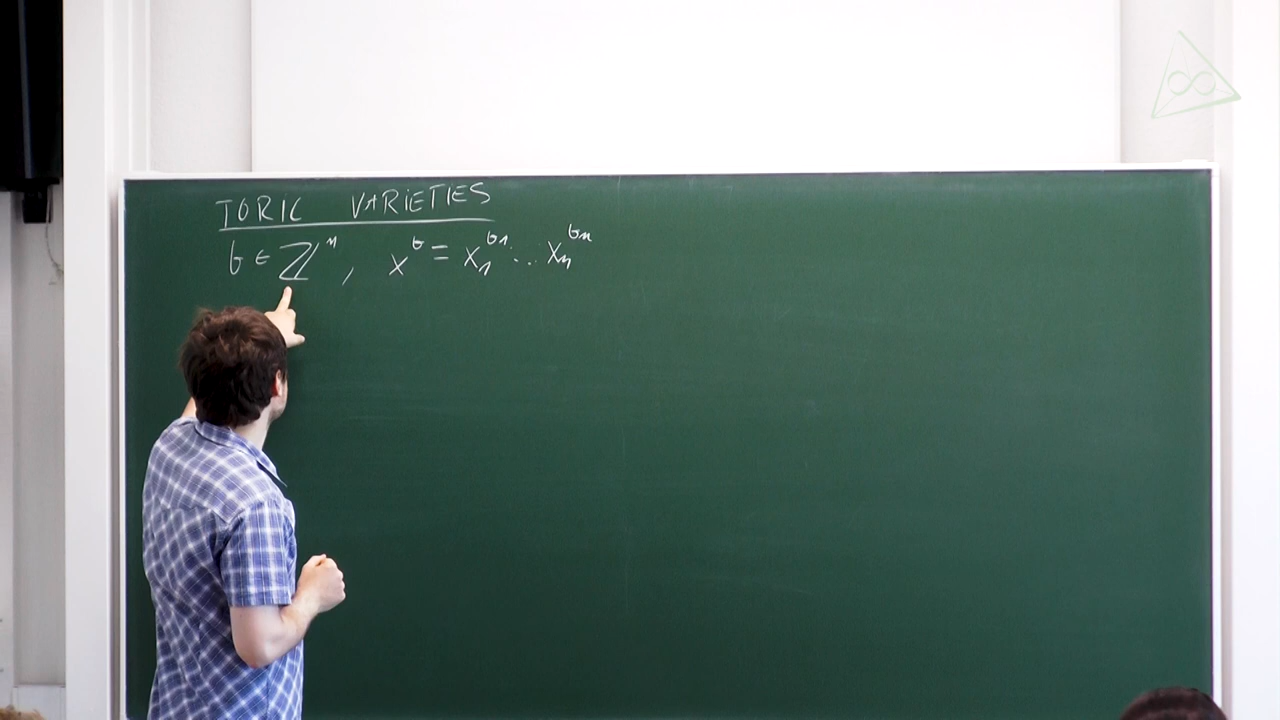 TORIC VARIETIES
b ∈ ℤⁿ, x^b = x₁^b₁ ... xₙ^bₙ